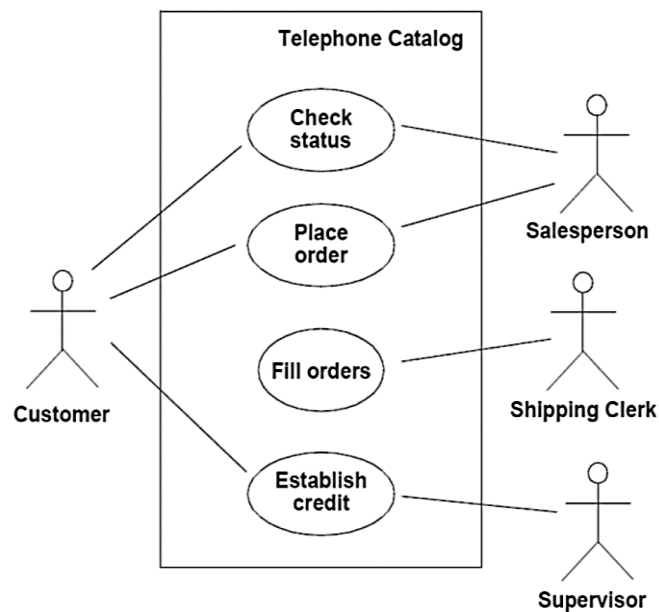 Telephone Catalog
Check
status
Salesperson
Place
order
Customer
Fill orders
Shipping Clerk
Establish
credit
Supervisor